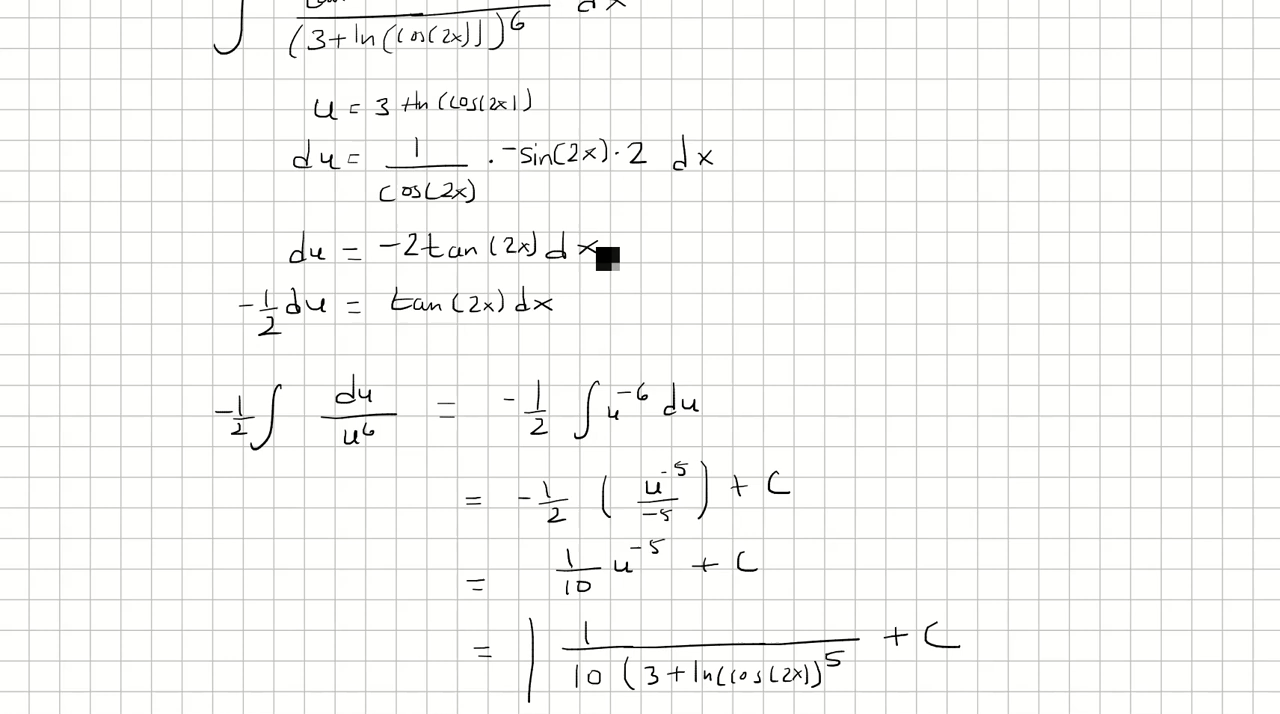 ∫ / (3+ln(cos(2x)))^6 dx
u = 3 + ln(cos(2x))
du = 1/cos(2x) · -sin(2x) · 2 dx
du = -2tan(2x) dx
-1/2 du = tan(2x) dx
-1/2 ∫ du/u^6 = -1/2 ∫ u^-6 du
= -1/2 (u^-5/-5) + C
= 1/10 u^-5 + C
= | 1/10(3+ln(cos(2x))^5 + C